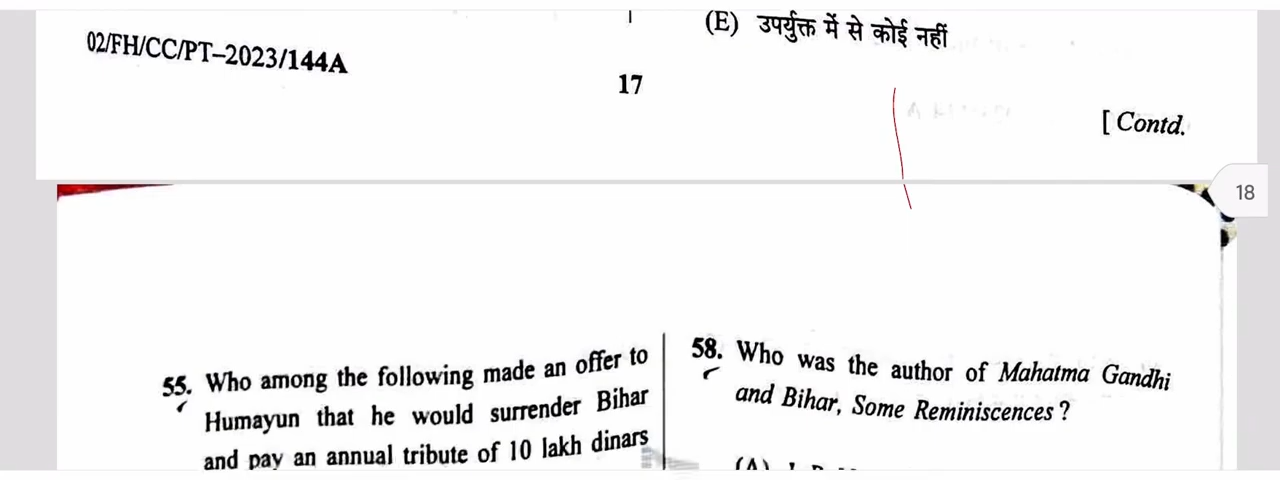 (E) उपर्युक्त में से कोई नहीं
02/FH/CC/PT–2023/144A
17
[ Contd.
18
55. Who among the following made an offer to
Humayun that he would surrender Bihar
and pay an annual tribute of 10 lakh dinars
58. Who was the author of Mahatma Gandhi
and Bihar, Some Reminiscences ?
(A)